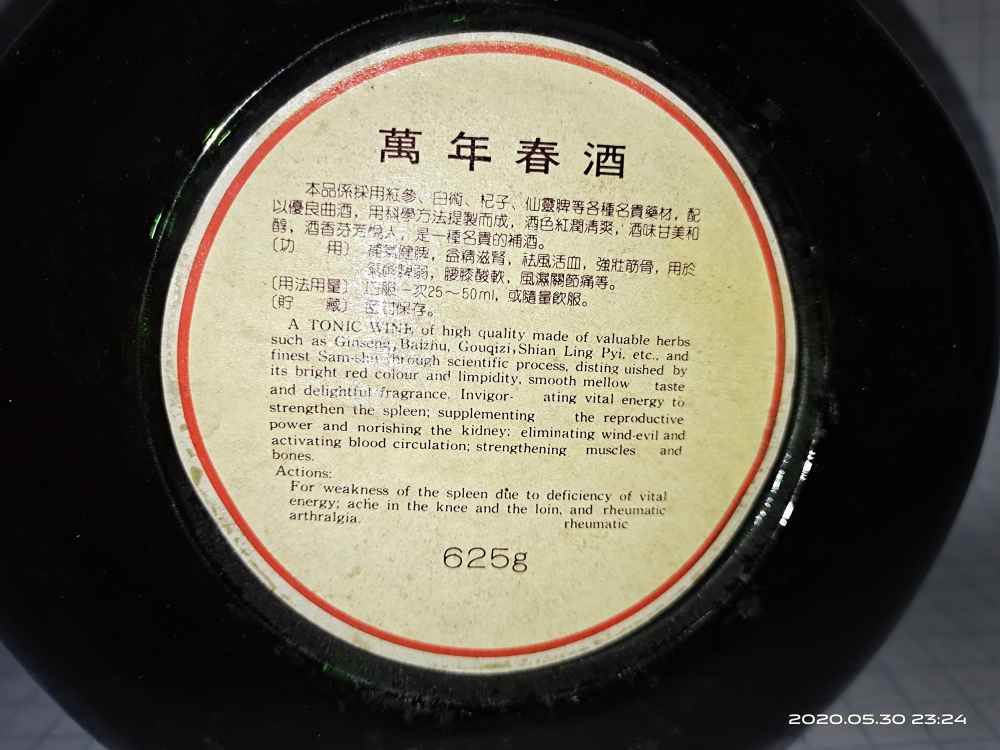 萬年春酒
本品係採用紅參、白術、杞子、仙靈脾等各種名貴藥材，配
以優良曲酒，用科學方法提製而成，酒色紅潤清爽，酒味甘美和
醇，酒香芬芳悅人，是一種名貴的補酒。
〔功 用〕補氣健脾，益精滋腎，祛風活血，強壯筋骨，用於
氣虛脾弱，腰膝酸軟，風濕關節痛等。
〔用法用量〕 一次25～50ml，或隨量飲服。
〔貯 藏〕密封保存。
A TONIC WINE of high quality made of valuable herbs
such as Ginseng, Baizhu, Gouqizi, Shian Ling Pyi, etc., and
finest Sam-shu through scientific process, disting uished by
its bright red colour and limpidity, smooth mellow taste
and delightful fragrance. Invigor- ating vital energy to
strengthen the spleen; supplementing the reproductive
power and norishing the kidney; eliminating wind-evil and
activating blood circulation; strengthening muscles and
bones.
Actions:
For weakness of the spleen due to deficiency of vital
energy; ache in the knee and the loin, and rheumatic
arthralgia. rheumatic
625g
2020.05.30 23:24